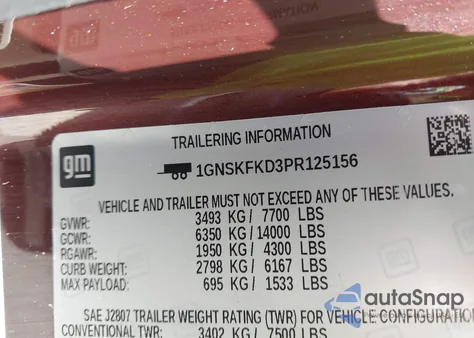 TRAILERING INFORMATION
gm
1GNSKFKD3PR125156
VEHICLE AND TRAILER MUST NOT EXCEED ANY OF THESE VALUES.
GVWR: 3493 KG/ 7700 LBS
GCWR: 6350 KG/ 14000 LBS
RGAWR: 1950 KG/ 4300 LBS
CURB WEIGHT: 2798 KG/ 6167 LBS
MAX PAYLOAD: 695 KG/ 1533 LBS
SAE J2807 TRAILER WEIGHT RATING (TWR) FOR VEHICLE CONFIGURATION
CONVENTIONAL TWR: 3402 KG/ 7500 LBS
autoSnap